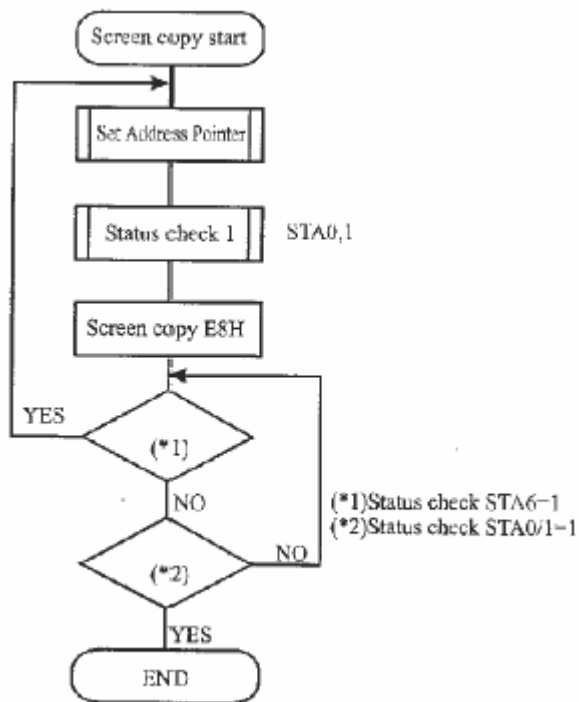 Screen copy start
Set Address Pointer
Status check 1
STA0,1
Screen copy E8H
YES
(*1)
NO
(*1)Status check STA6=1
(*2)Status check STA0/1=1
(*2)
NO
YES
END